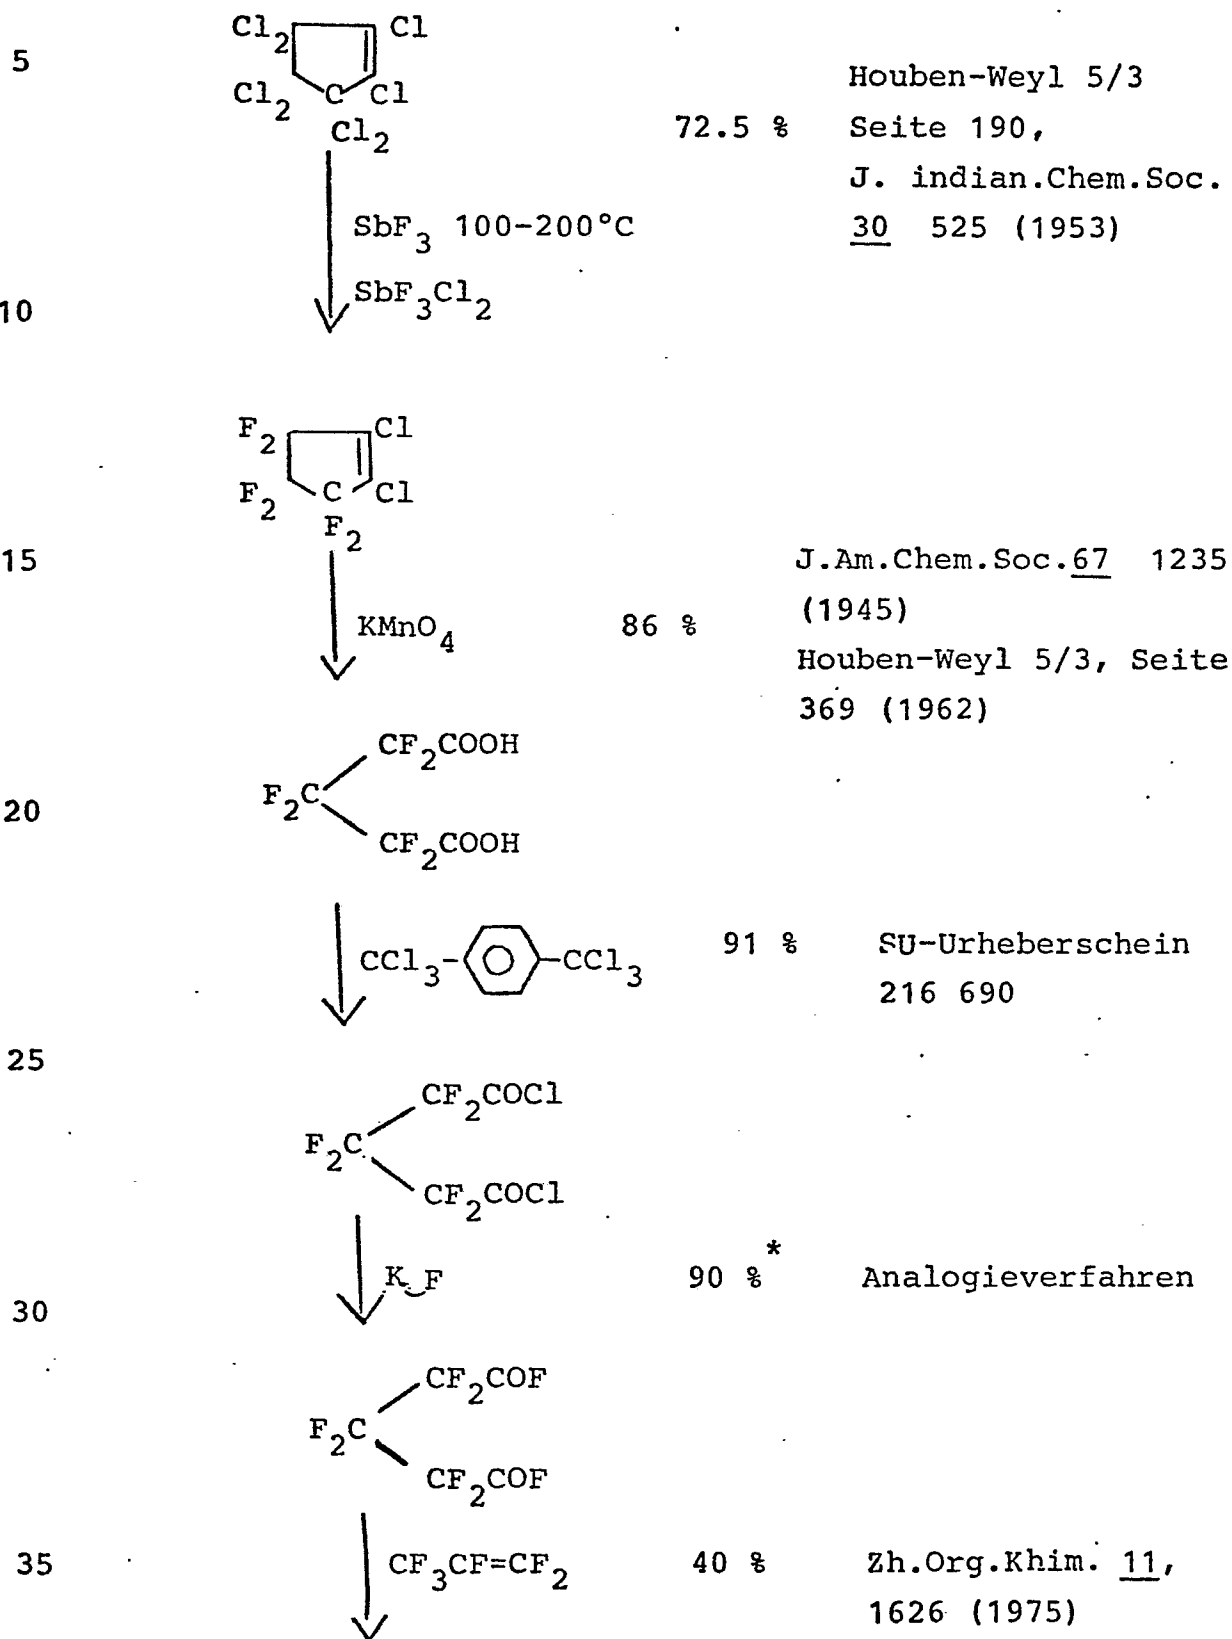 Cl2 Cl
5
Houben-Weyl 5/3
Cl2 C Cl
Cl2
72.5 % Seite 190,
J. indian.Chem.Soc.
SbF3 100-200°C
30 525 (1953)
10
SbF3Cl2
F2 Cl
F2 C Cl
F2
15
J.Am.Chem.Soc.67 1235
KMnO4 86 % (1945)
Houben-Weyl 5/3, Seite
369 (1962)
CF2COOH
20
F2C
CF2COOH
CCl3- -CCl3 91 % SU-Urheberschein
216 690
25
CF2COCl
F2C
CF2COCl
K F 90 %* Analogieverfahren
30
CF2COF
F2C
CF2COF
35
CF3CF=CF2 40 % Zh.Org.Khim. 11,
1626 (1975)